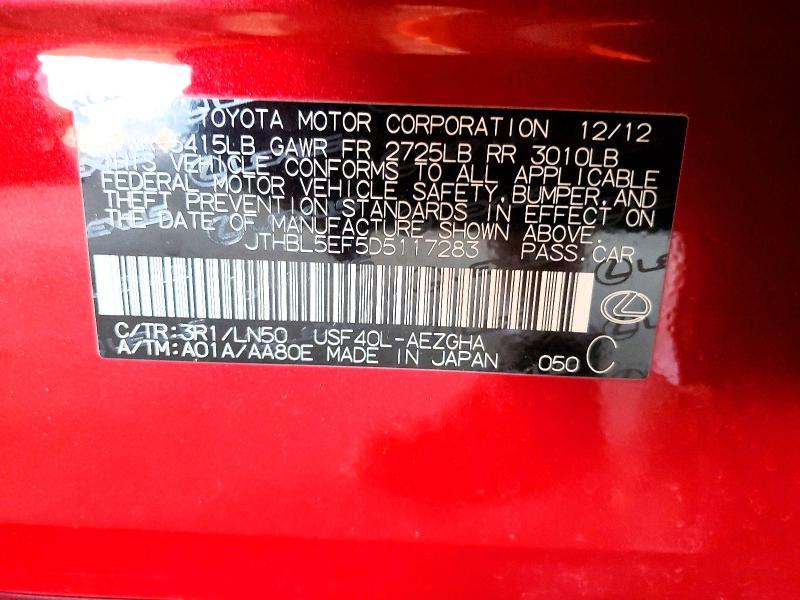 TOYOTA MOTOR CORPORATION 12/12
5415LB GAWR FR 2725LB RR 3010LB
THIS VEHICLE CONFORMS TO ALL APPLICABLE
FEDERAL MOTOR VEHICLE SAFETY, BUMPER, AND
THEFT PREVENTION STANDARDS IN EFFECT ON
THE DATE OF MANUFACTURE SHOWN ABOVE.
JTHBL5EF5D5117283 PASS.CAR
C/TR:3R1/LN50 USF40L-AEZGHA
A/TM:A01A/AA80E MADE IN JAPAN 050 C